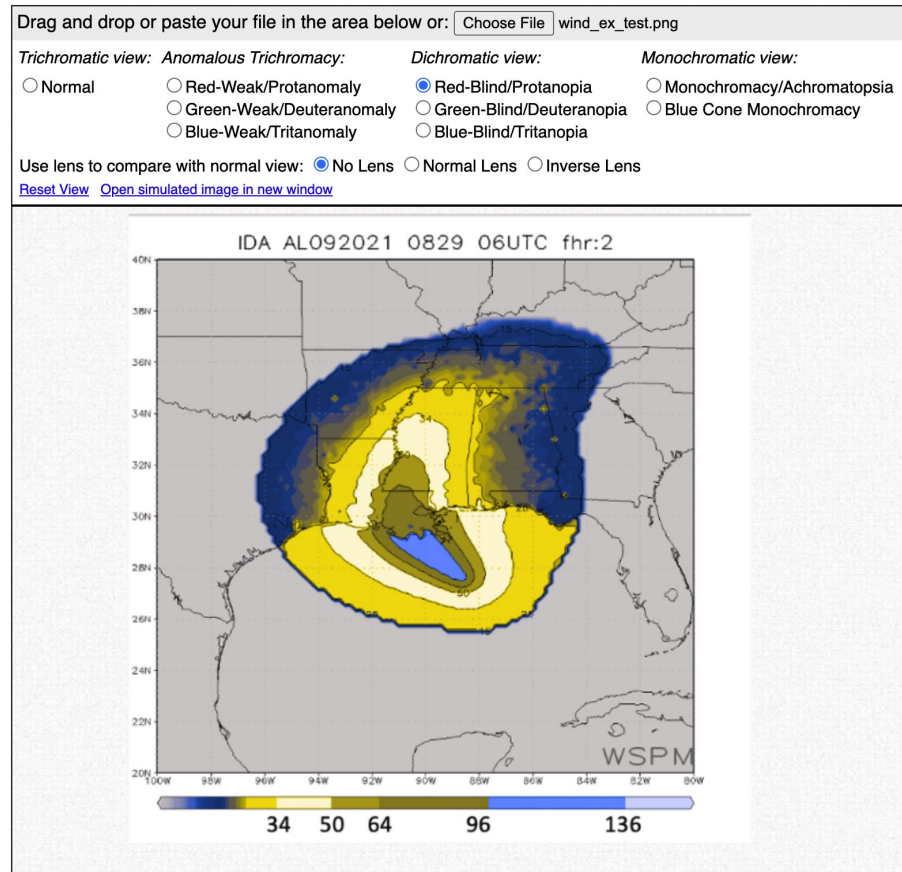 Drag and drop or paste your file in the area below or: Choose File wind_ex_test.png
Trichromatic view: Anomalous Trichromacy: Dichromatic view: Monochromatic view:
Normal Red-Weak/Protanomaly Red-Blind/Protanopia Monochromacy/Achromatopsia
Green-Weak/Deuteranomaly Green-Blind/Deuteranopia Blue Cone Monochromacy
Blue-Weak/Tritanomaly Blue-Blind/Tritanopia
Use lens to compare with normal view: No Lens Normal Lens Inverse Lens
Reset View Open simulated image in new window
IDA AL092021 0829 06UTC fhr:2
40N
38N
36N
34N
32N
30N
28N
26N
24N
22N
20N
WSPM
100W 98W 96W 94W 92W 90W 88W 86W 84W 82W 80W
34 50 64 96 136